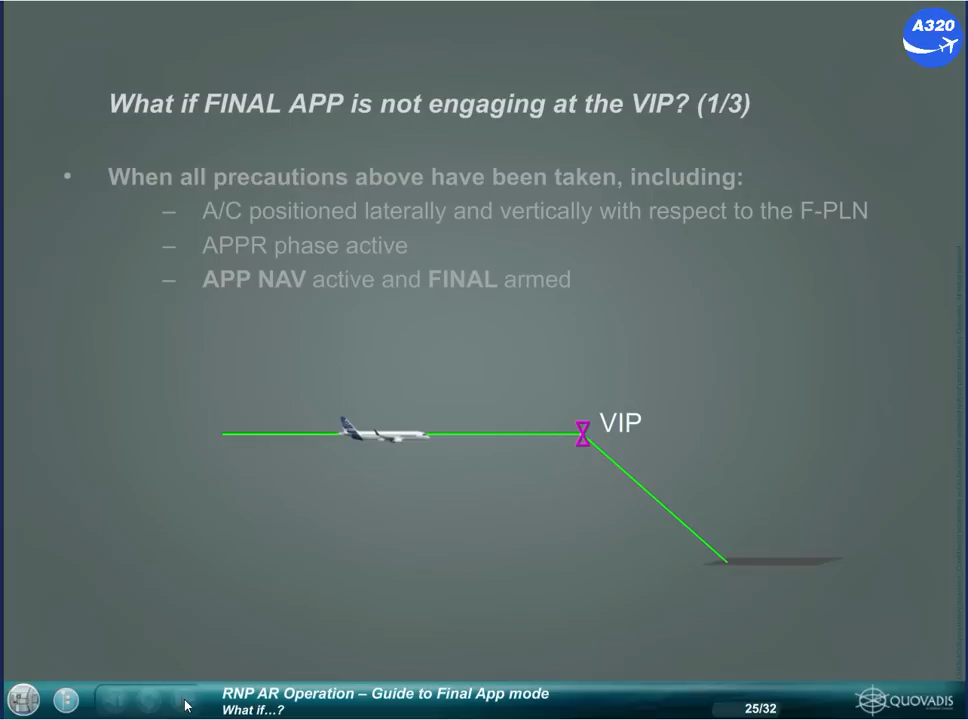 A320
What if FINAL APP is not engaging at the VIP? (1/3)
• When all precautions above have been taken, including:
– A/C positioned laterally and vertically with respect to the F-PLN
– APPR phase active
– APP NAV active and FINAL armed
VIP
RNP AR Operation – Guide to Final App mode
What if…?
25/32
QUOVADIS